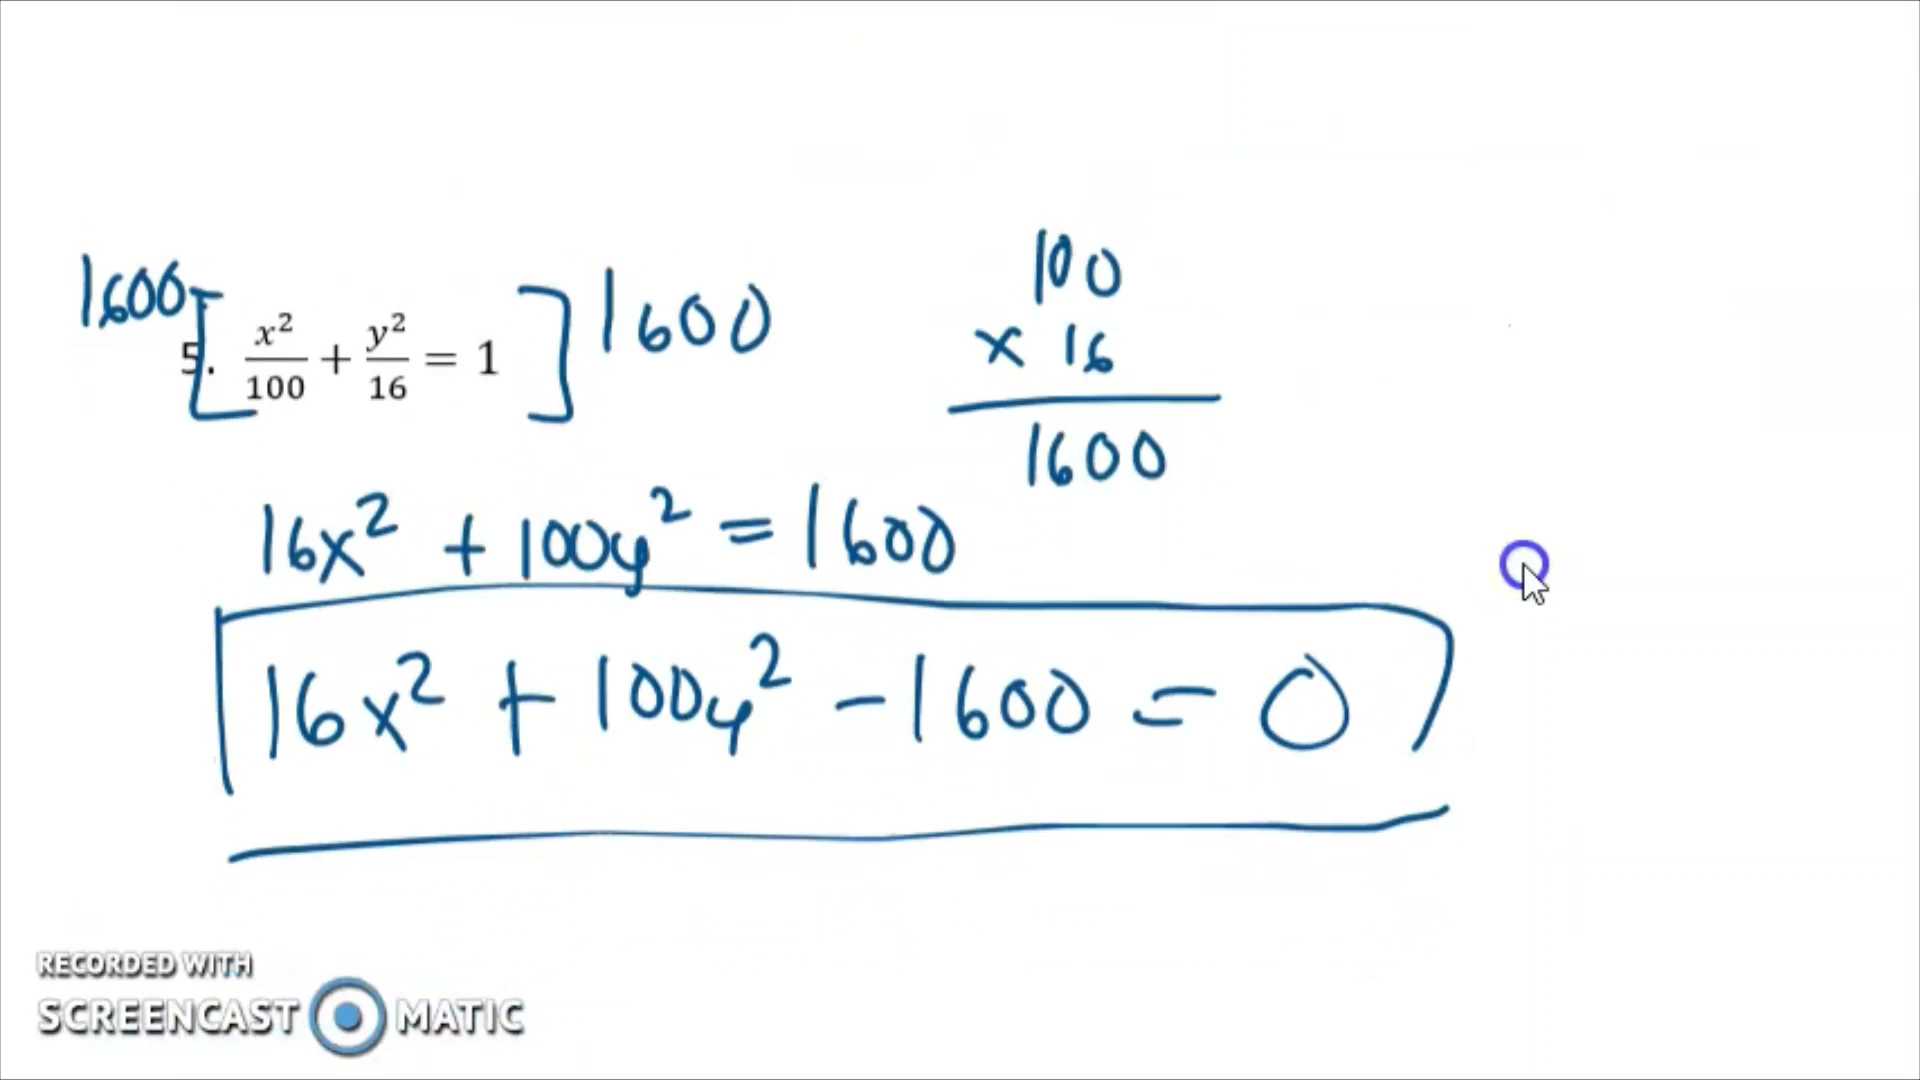 100
1600 [ 5. x²/100 + y²/16 = 1 ] 1600
x 16
1600
16x² + 100y² = 1600
16x² + 100y² - 1600 = 0
RECORDED WITH
SCREENCAST MATIC